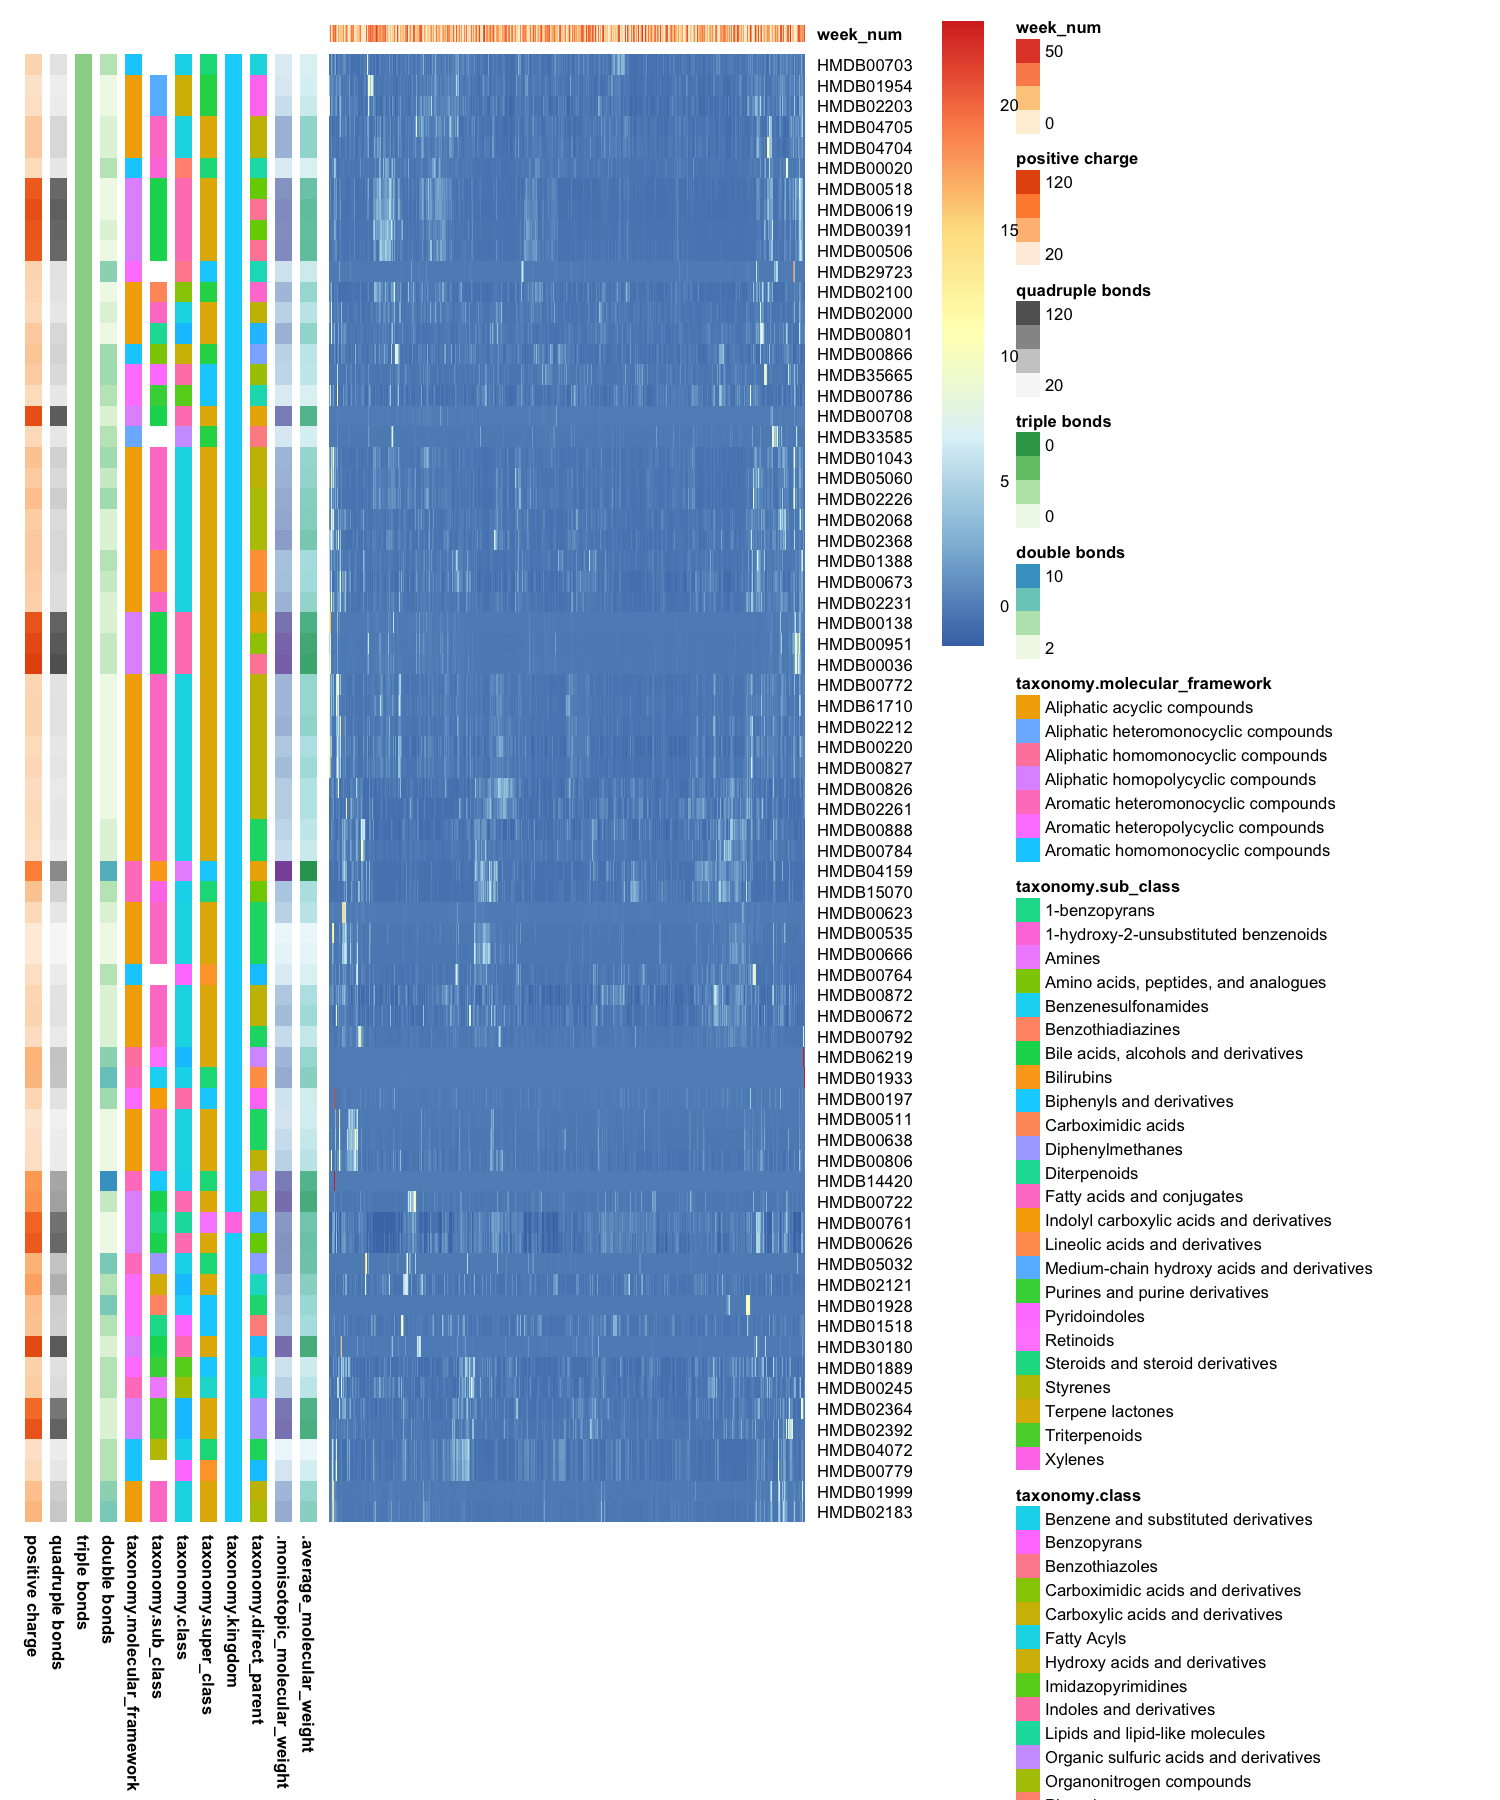 week_num
HMDB00703
HMDB01954
HMDB02203
HMDB04705
HMDB04704
HMDB00020
HMDB00518
HMDB00619
HMDB00391
HMDB00506
HMDB29723
HMDB02100
HMDB02000
HMDB00801
HMDB00866
HMDB35665
HMDB00786
HMDB00708
HMDB33585
HMDB01043
HMDB05060
HMDB02226
HMDB02068
HMDB02368
HMDB01388
HMDB00673
HMDB02231
HMDB00138
HMDB00951
HMDB00036
HMDB00772
HMDB61710
HMDB02212
HMDB00220
HMDB00827
HMDB00826
HMDB02261
HMDB00888
HMDB00784
HMDB04159
HMDB15070
HMDB00623
HMDB00535
HMDB00666
HMDB00764
HMDB00872
HMDB00672
HMDB00792
HMDB06219
HMDB01933
HMDB00197
HMDB00511
HMDB00638
HMDB00806
HMDB14420
HMDB00722
HMDB00761
HMDB00626
HMDB05032
HMDB02121
HMDB01928
HMDB01518
HMDB30180
HMDB01889
HMDB00245
HMDB02364
HMDB02392
HMDB04072
HMDB00779
HMDB01999
HMDB02183
positive charge
quadruple bonds
triple bonds
double bonds
taxonomy.molecular_framework
taxonomy.sub_class
taxonomy.class
taxonomy.super_class
taxonomy.kingdom
taxonomy.direct_parent
.monisotopic_molecular_weight
.average_molecular_weight
20
15
10
5
0
week_num
50
0
positive charge
120
20
quadruple bonds
120
20
triple bonds
0
0
double bonds
10
2
taxonomy.molecular_framework
Aliphatic acyclic compounds
Aliphatic heteromonocyclic compounds
Aliphatic homomonocyclic compounds
Aliphatic homopolycyclic compounds
Aromatic heteromonocyclic compounds
Aromatic heteropolycyclic compounds
Aromatic homomonocyclic compounds
taxonomy.sub_class
1-benzopyrans
1-hydroxy-2-unsubstituted benzenoids
Amines
Amino acids, peptides, and analogues
Benzenesulfonamides
Benzothiadiazines
Bile acids, alcohols and derivatives
Bilirubins
Biphenyls and derivatives
Carboximidic acids
Diphenylmethanes
Diterpenoids
Fatty acids and conjugates
Indolyl carboxylic acids and derivatives
Lineolic acids and derivatives
Medium-chain hydroxy acids and derivatives
Purines and purine derivatives
Pyridoindoles
Retinoids
Steroids and steroid derivatives
Styrenes
Terpene lactones
Triterpenoids
Xylenes
taxonomy.class
Benzene and substituted derivatives
Benzopyrans
Benzothiazoles
Carboximidic acids and derivatives
Carboxylic acids and derivatives
Fatty Acyls
Hydroxy acids and derivatives
Imidazopyrimidines
Indoles and derivatives
Lipids and lipid-like molecules
Organic sulfuric acids and derivatives
Organonitrogen compounds